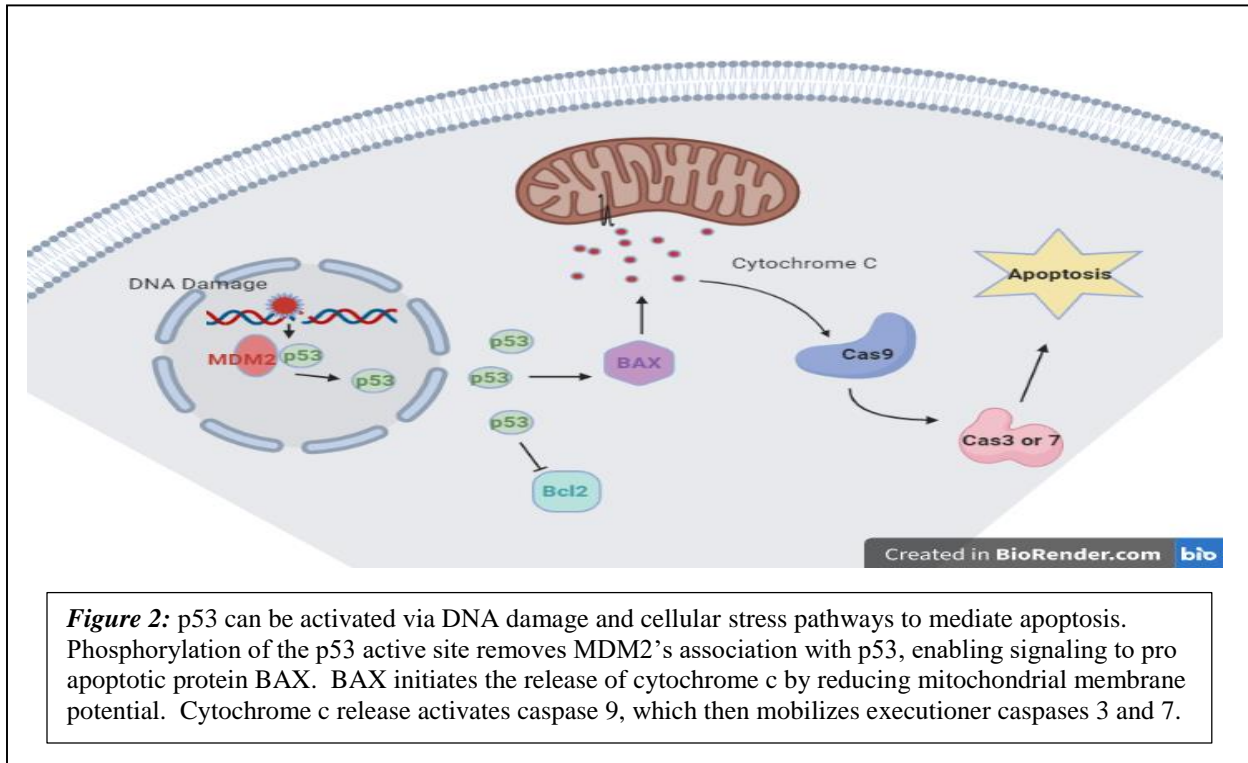 DNA Damage
MDM2
p53
p53
p53
p53
p53
Bcl2
BAX
Cytochrome C
Cas9
Cas3 or 7
Apoptosis
Created in BioRender.com bio
Figure 2: p53 can be activated via DNA damage and cellular stress pathways to mediate apoptosis.
Phosphorylation of the p53 active site removes MDM2’s association with p53, enabling signaling to pro
apoptotic protein BAX.  BAX initiates the release of cytochrome c by reducing mitochondrial membrane
potential.  Cytochrome c release activates caspase 9, which then mobilizes executioner caspases 3 and 7.